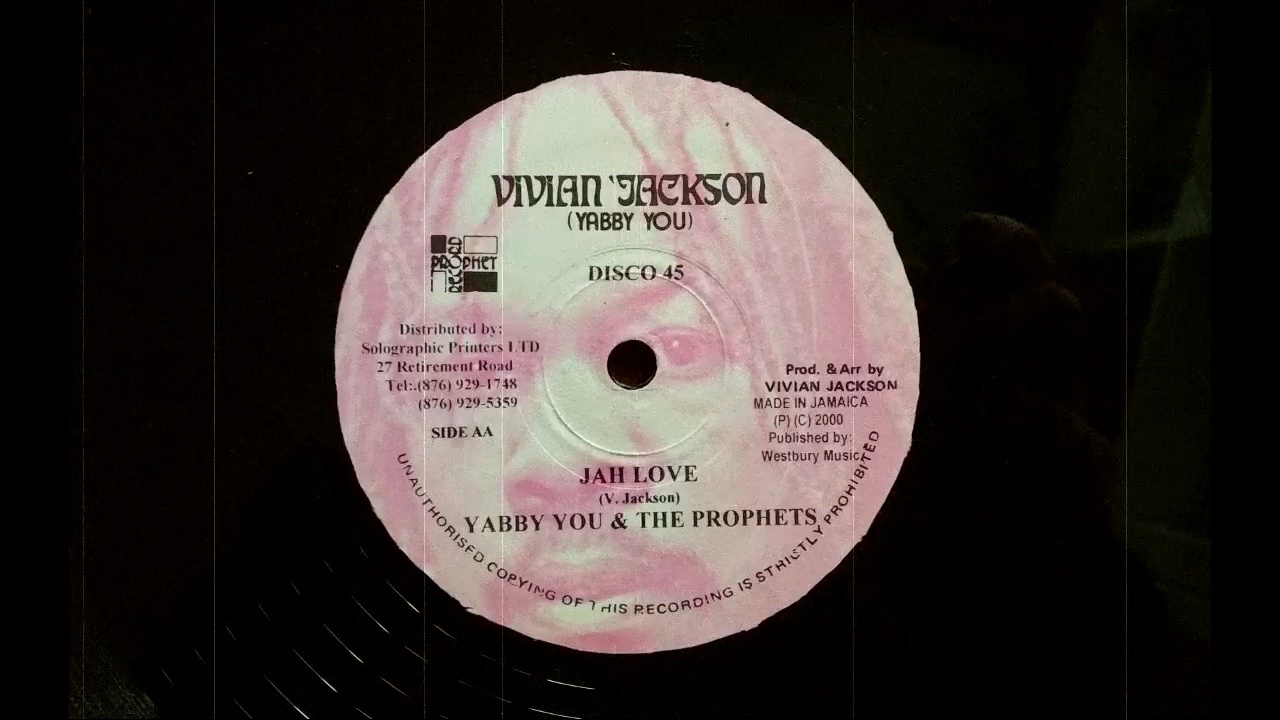 VIVIAN 'JACKSON
(YABBY YOU)
RECORD
PROPHET
DISCO 45
Distributed by:
Solographic Printers LTD
27 Retirement Road
Tel:.(876) 929-1748
(876) 929-5359
SIDE AA
Prod. & Arr by
VIVIAN JACKSON
MADE IN JAMAICA
(P) (C) 2000
Published by:
Westbury Music
JAH LOVE
(V. Jackson)
YABBY YOU & THE PROPHETS
UNAUTHORISED COPYING OF THIS RECORDING IS STRICTLY PROHIBITED